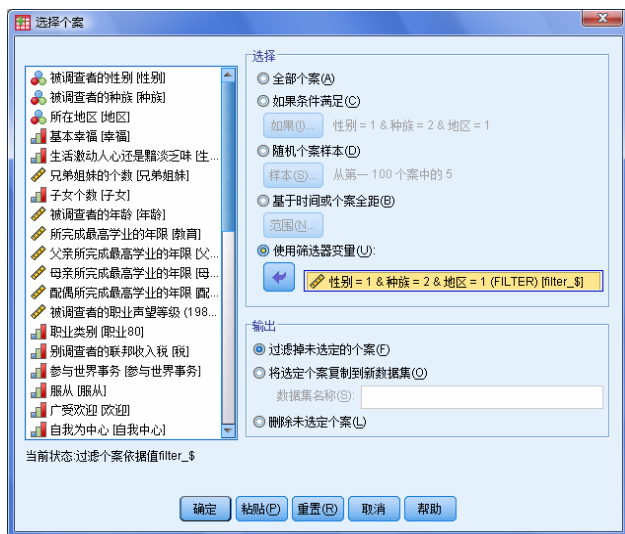 选择个案
被调查者的性别 [性别]
被调查者的种族 [种族]
所在地区 [地区]
基本幸福 [幸福]
生活激动人心还是黯淡乏味 [生...
兄弟姐妹的个数 [兄弟姐妹]
子女个数 [子女]
被调查者的年龄 [年龄]
所完成最高学业的年限 [教育]
父亲所完成最高学业的年限 [父...
母亲所完成最高学业的年限 [母...
配偶所完成最高学业的年限 [配...
被调查者的职业声望等级 (198...
职业类别 [职业80]
别调查者的联邦收入税 [税]
参与世界事务 [参与世界事务]
服从 [服从]
广受欢迎 [欢迎]
自我为中心 [自我中心]
当前状态:过滤个案依据值filter_$
选择
全部个案(A)
如果条件满足(C)
如果(I)... 性别 = 1 & 种族 = 2 & 地区 = 1
随机个案样本(D)
样本(S)... 从第一 100 个案中的 5
基于时间或个案全距(B)
范围(N...
使用筛选器变量(U):
性别 = 1 & 种族 = 2 & 地区 = 1 (FILTER) [filter_$]
输出
过滤掉未选定的个案(F)
将选定个案复制到新数据集(O)
数据集名称(S):
删除未选定个案(L)
确定 粘贴(P) 重置(R) 取消 帮助